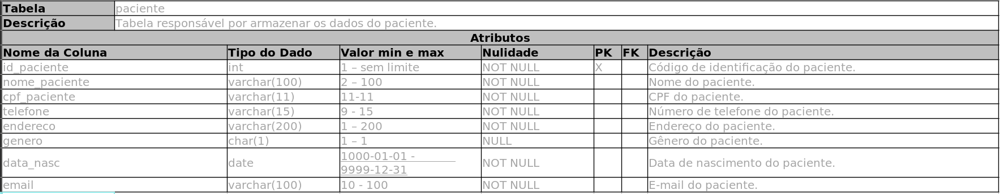 Tabela paciente
Descrição Tabela responsável por armazenar os dados do paciente.
Atributos
Nome da Coluna Tipo do Dado Valor min e max Nulidade PK FK Descrição
id_paciente int 1 – sem limite NOT NULL X Código de identificação do paciente.
nome_paciente varchar(100) 2 – 100 NOT NULL Nome do paciente.
cpf_paciente varchar(11) 11-11 NOT NULL CPF do paciente.
telefone varchar(15) 9 - 15 NOT NULL Número de telefone do paciente.
endereco varchar(200) 1 – 200 NOT NULL Endereço do paciente.
genero char(1) 1 – 1 NULL Gênero do paciente.
data_nasc date 1000-01-01 - 
9999-12-31 NOT NULL Data de nascimento do paciente.
email varchar(100) 10 - 100 NOT NULL E-mail do paciente.